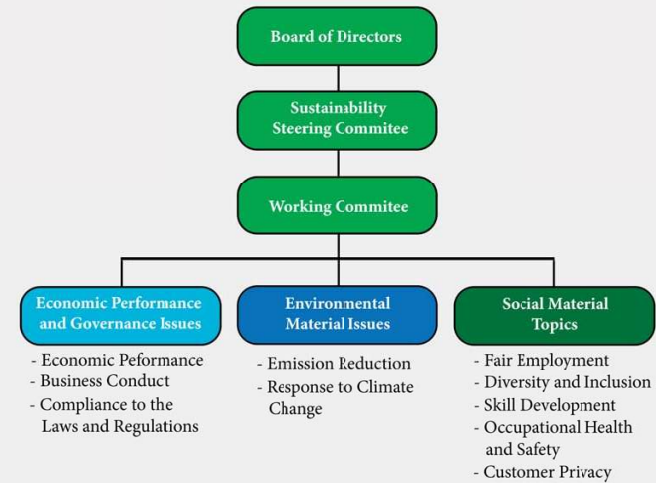 Board of Directors
Sustainability
Steering Commitee
Working Commitee
Economic Performance
and Governance Issues
- Economic Peformance
- Business Conduct
- Compliance to the
Laws and Regulations
Environmental
Material Issues
- Emission Reduction
- Response to Climate
Change
Social Material
Topics
- Fair Employment
- Diversity and Inclusion
- Skill Development
- Occupational Health
and Safety
- Customer Privacy